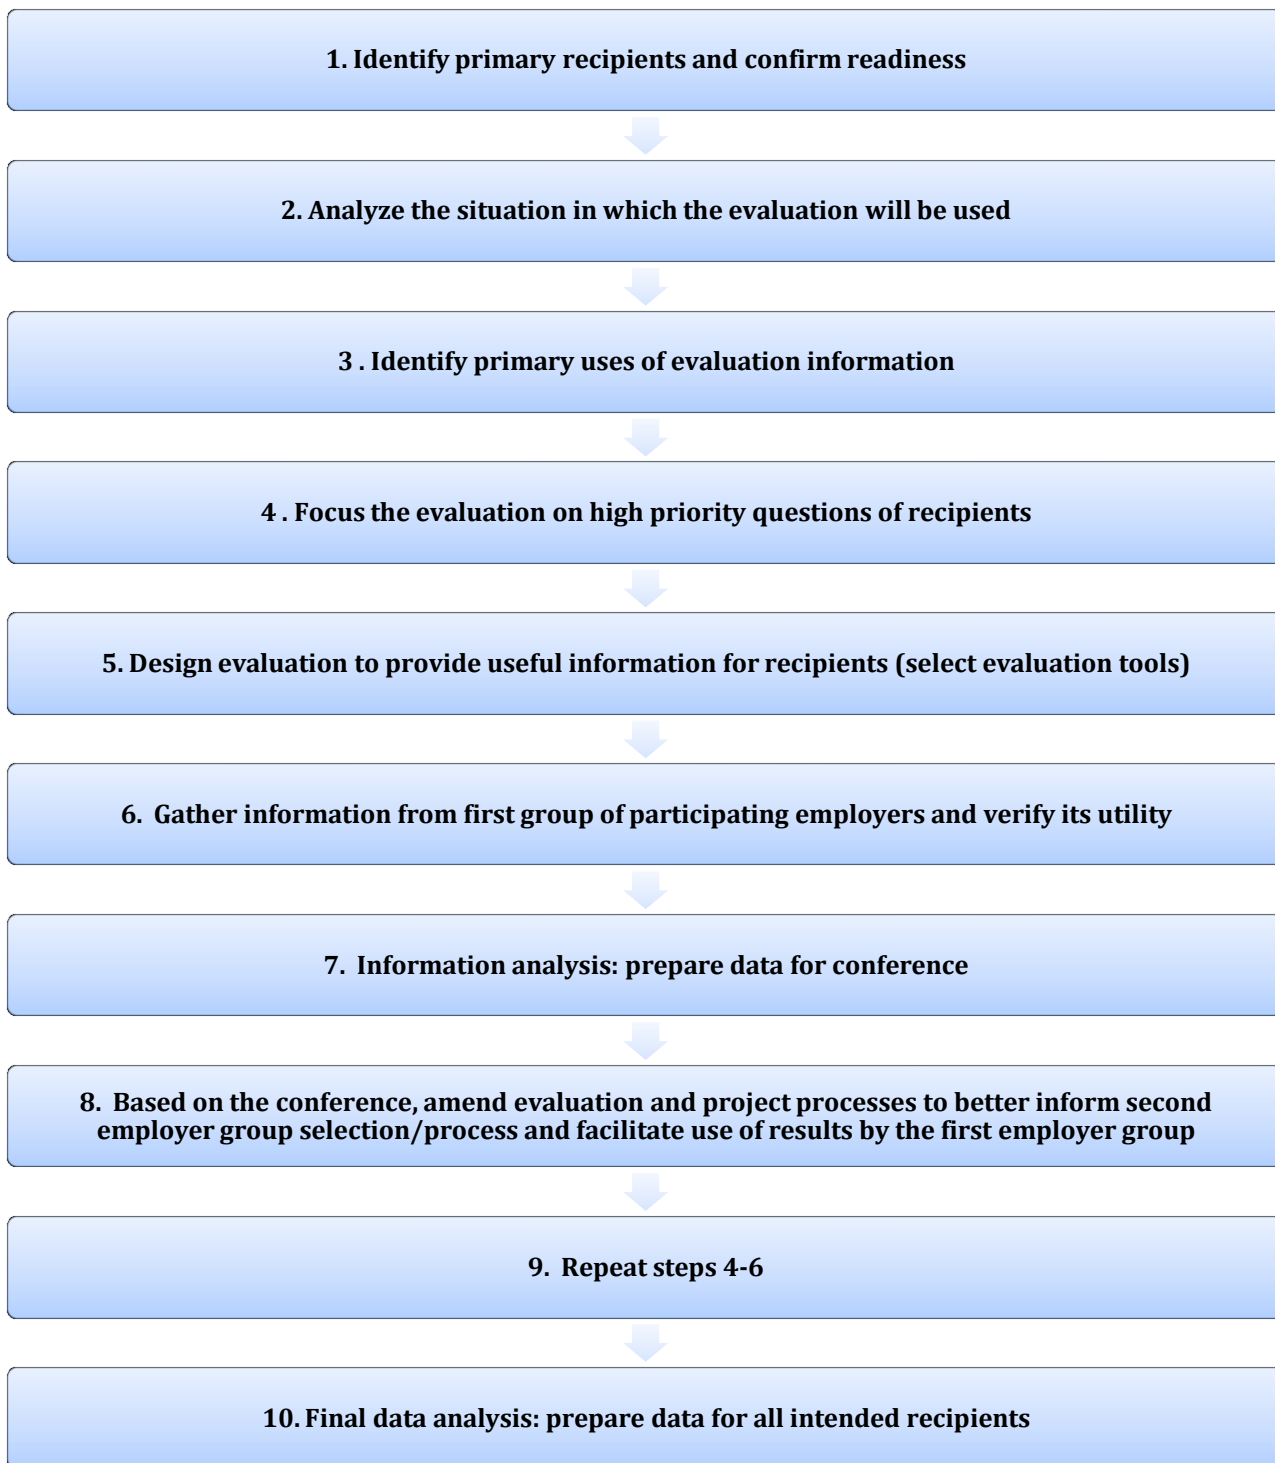 1. Identify primary recipients and confirm readiness
2. Analyze the situation in which the evaluation will be used
3 . Identify primary uses of evaluation information
4 . Focus the evaluation on high priority questions of recipients
5. Design evaluation to provide useful information for recipients (select evaluation tools)
6. Gather information from first group of participating employers and verify its utility
7. Information analysis: prepare data for conference
8. Based on the conference, amend evaluation and project processes to better inform second
employer group selection/process and facilitate use of results by the first employer group
9. Repeat steps 4-6
10. Final data analysis: prepare data for all intended recipients